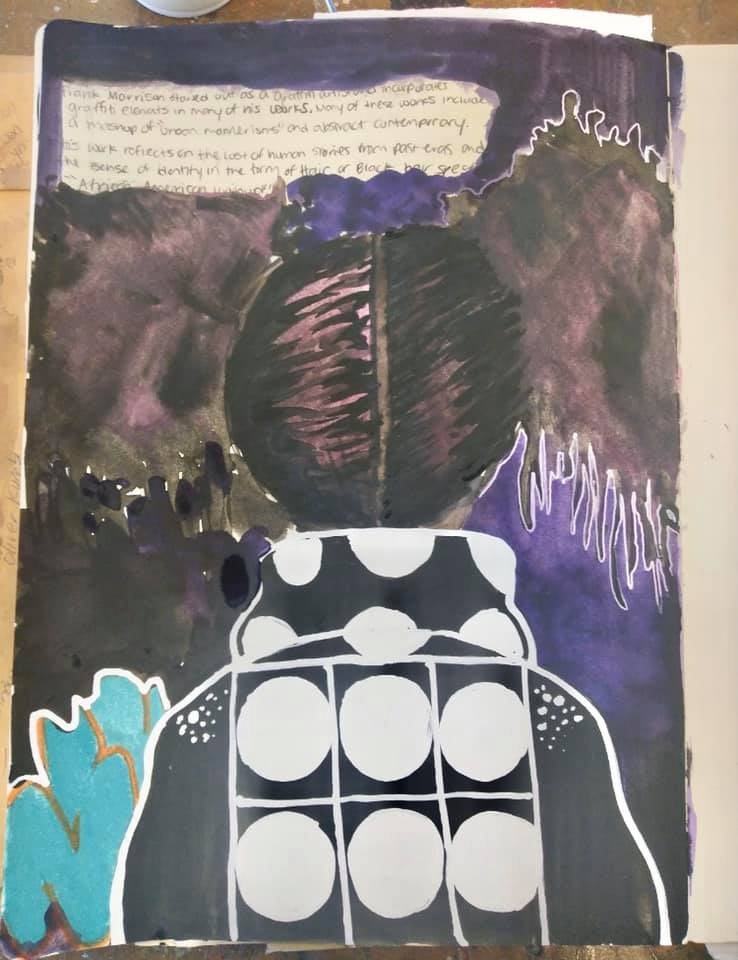 Frank Morrison started out as a Graffiti artist and incorporates
graffiti elements in many of his works. Many of these works include
a mashup of "urban mannerisms" and abstract contemporary.
his work reflects on the lost of human stories from past eras and
the sense of identity in the form of Hair or Black hair spec
African American